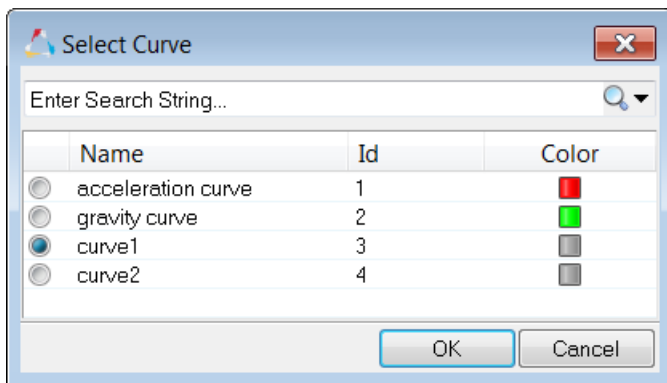 Select Curve
Enter Search String...
Name Id Color
acceleration curve 1
gravity curve 2
curve1 3
curve2 4
OK Cancel